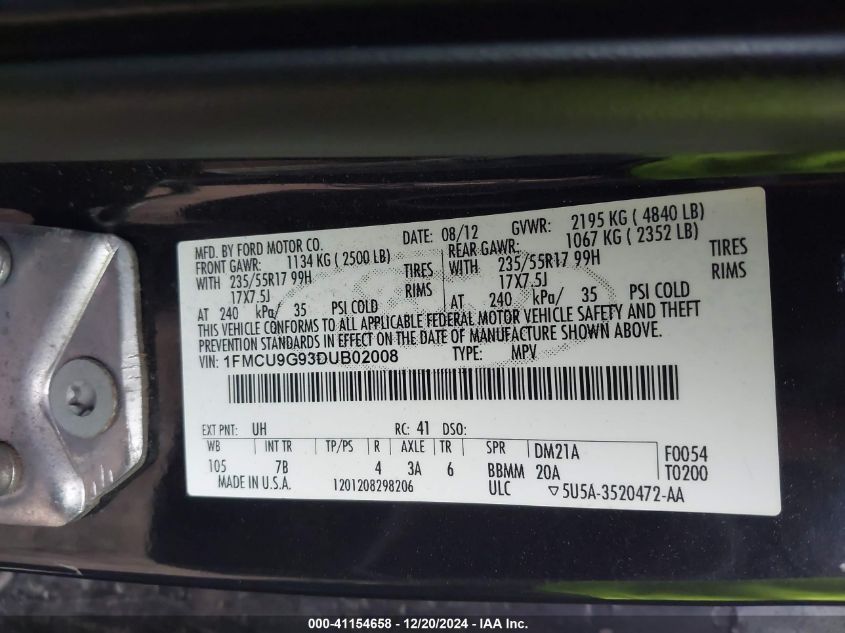 MFD. BY FORD MOTOR CO. DATE: 08/12 GVWR: 2195 KG ( 4840 LB)
FRONT GAWR: 1134 KG ( 2500 LB) REAR GAWR: 1067 KG ( 2352 LB)
WITH 235/55R17 99H TIRES WITH 235/55R17 99H TIRES
17X7.5J RIMS 17X7.5J RIMS
AT 240 kPa/ 35 PSI COLD AT 240 kPa/ 35 PSI COLD
THIS VEHICLE CONFORMS TO ALL APPLICABLE FEDERAL MOTOR VEHICLE SAFETY AND THEFT
PREVENTION STANDARDS IN EFFECT ON THE DATE OF MANUFACTURE SHOWN ABOVE.
VIN: 1FMCU9G93DUB02008 TYPE: MPV
EXT PNT: UH RC: 41 DSO:
WB INT TR TP/PS R AXLE TR SPR DM21A F0054
105 7B 4 3A 6 BBMM 20A T0200
MADE IN U.S.A. 1201208298206 ULC ▽5U5A-3520472-AA
000-41154658 - 12/20/2024 - IAA Inc.